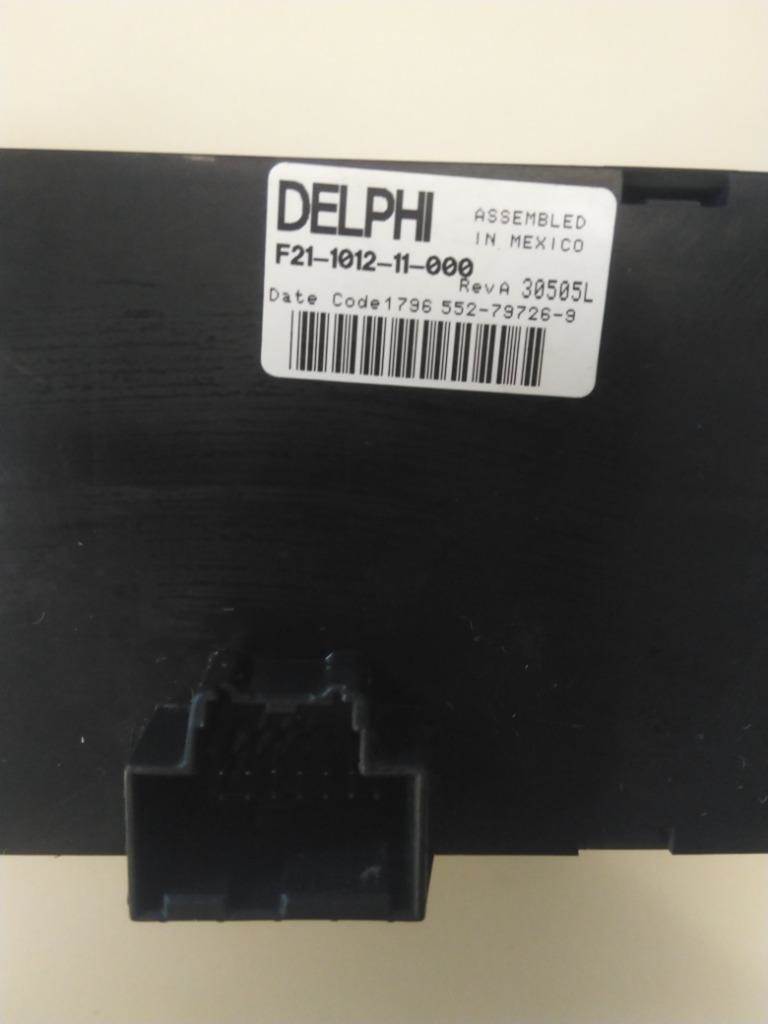 DELPHI
ASSEMBLED
IN MEXICO
F21-1012-11-000
RevA 30505L
Date Code1796 552-79726-9